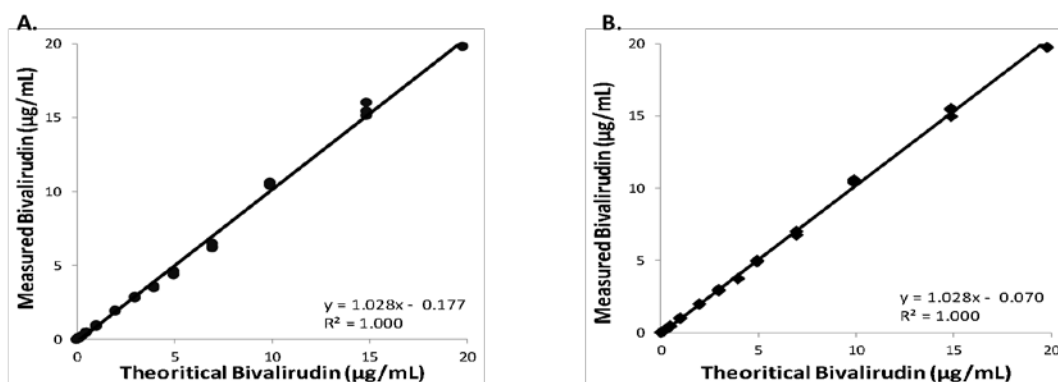 A.
20
15
10
5
0
0 5 10 15 20
Measured Bivalirudin (µg/mL)
Theoritical Bivalirudin (µg/mL)
y = 1.028x - 0.177
R² = 1.000
B.
20
15
10
5
0
0 5 10 15 20
Measured Bivalirudin (µg/mL)
Theoritical Bivalirudin (µg/mL)
y = 1.028x - 0.070
R² = 1.000